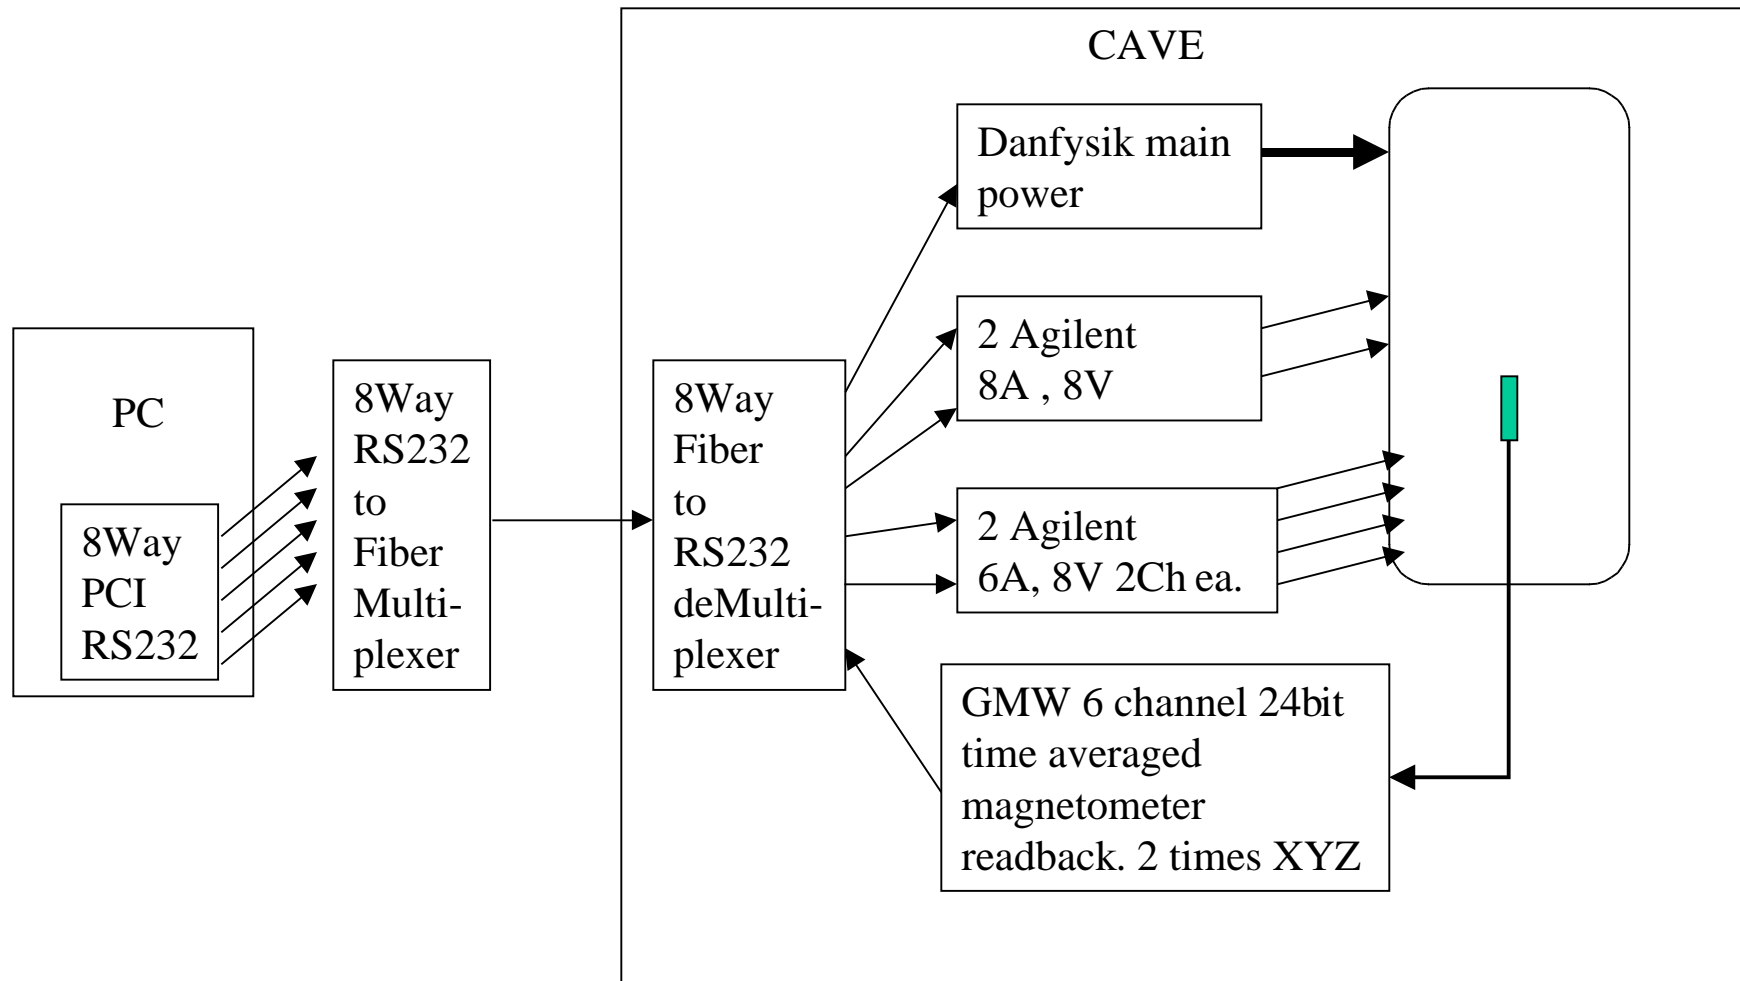 CAVE
Danfysik main
power
2 Agilent
8A , 8V
PC
8Way
PCI
RS232
8Way
RS232
to
Fiber
Multi-
plexer
8Way
Fiber
to
RS232
deMulti-
plexer
2 Agilent
6A, 8V 2Ch ea.
GMW 6 channel 24bit
time averaged
magnetometer
readback. 2 times XYZ